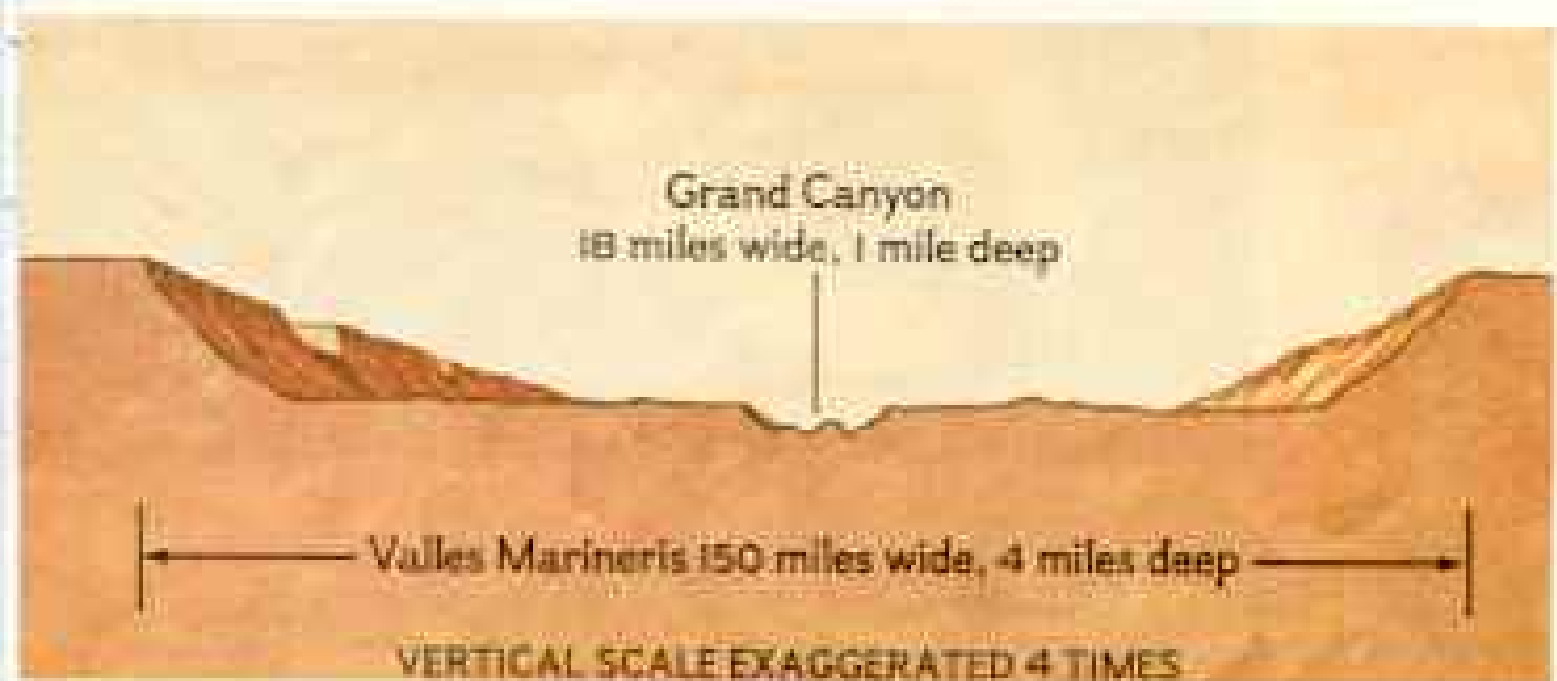 Grand Canyon
18 miles wide, 1 mile deep
Valles Marineris 150 miles wide, 4 miles deep
VERTICAL SCALE EXAGGERATED 4 TIMES